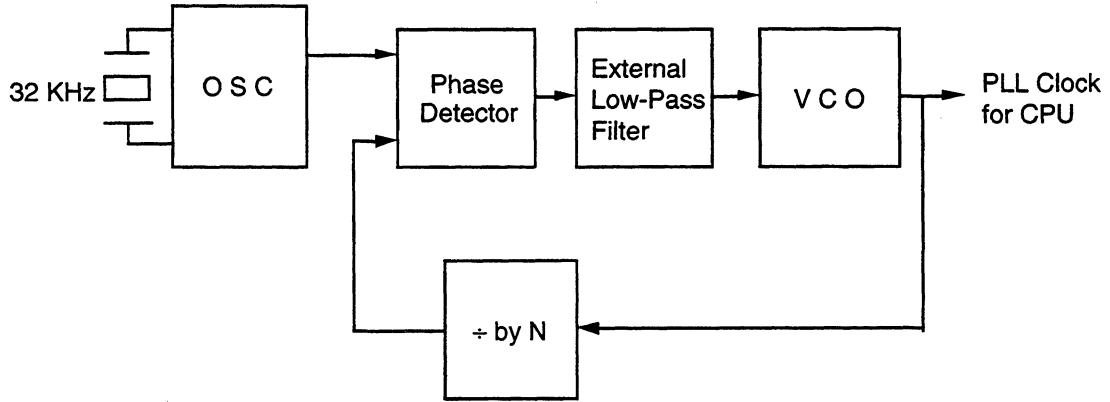 32 KHz
O S C
Phase
Detector
External
Low-Pass
Filter
V C O
PLL Clock
for CPU
÷ by N